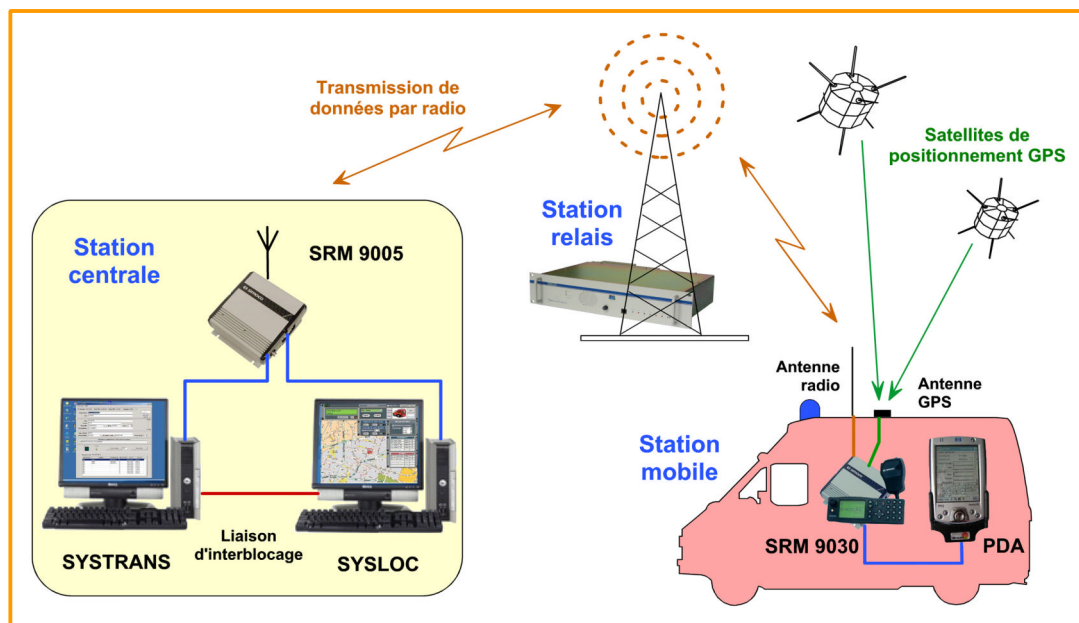 Transmission de
données par radio
Satellites de
positionnement GPS
Station
centrale
SRM 9005
Station
relais
Antenne
radio
Antenne
GPS
Station
mobile
SYSTRANS
Liaison
d'interblocage
SYSLOC
SRM 9030
PDA